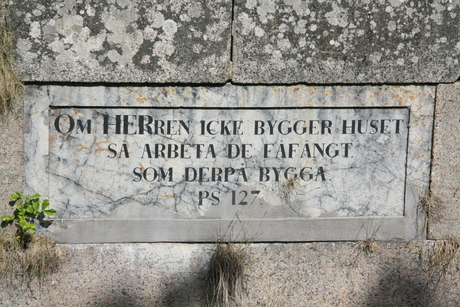 OM HERREN ICKE BYGGER HUSET
SÅ ARBETA DE FÅFÄNGT
SOM DERPÅ BYGGA
PS 127.